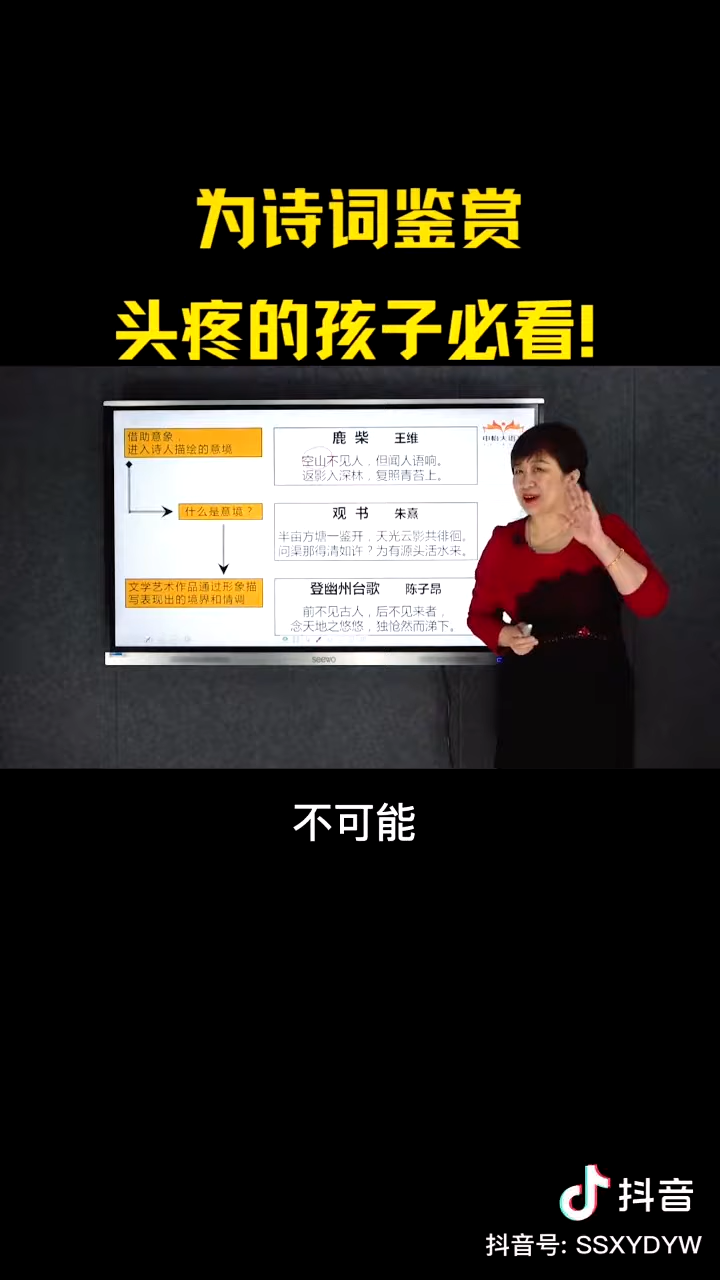 为诗词鉴赏
头疼的孩子必看!
借助意象，
进入诗人描绘的意境
什么是意境？
文学艺术作品通过形象描
写表现出的境界和情调
鹿 柴 王维
空山不见人，但闻人语响。
返影入深林，复照青苔上。
观 书 朱熹
半亩方塘一鉴开，天光云影共徘徊。
问渠那得清如许？为有源头活水来。
登幽州台歌 陈子昂
前不见古人，后不见来者，
念天地之悠悠，独怆然而涕下。
seewo
不可能
抖音
抖音号: SSXYDYW